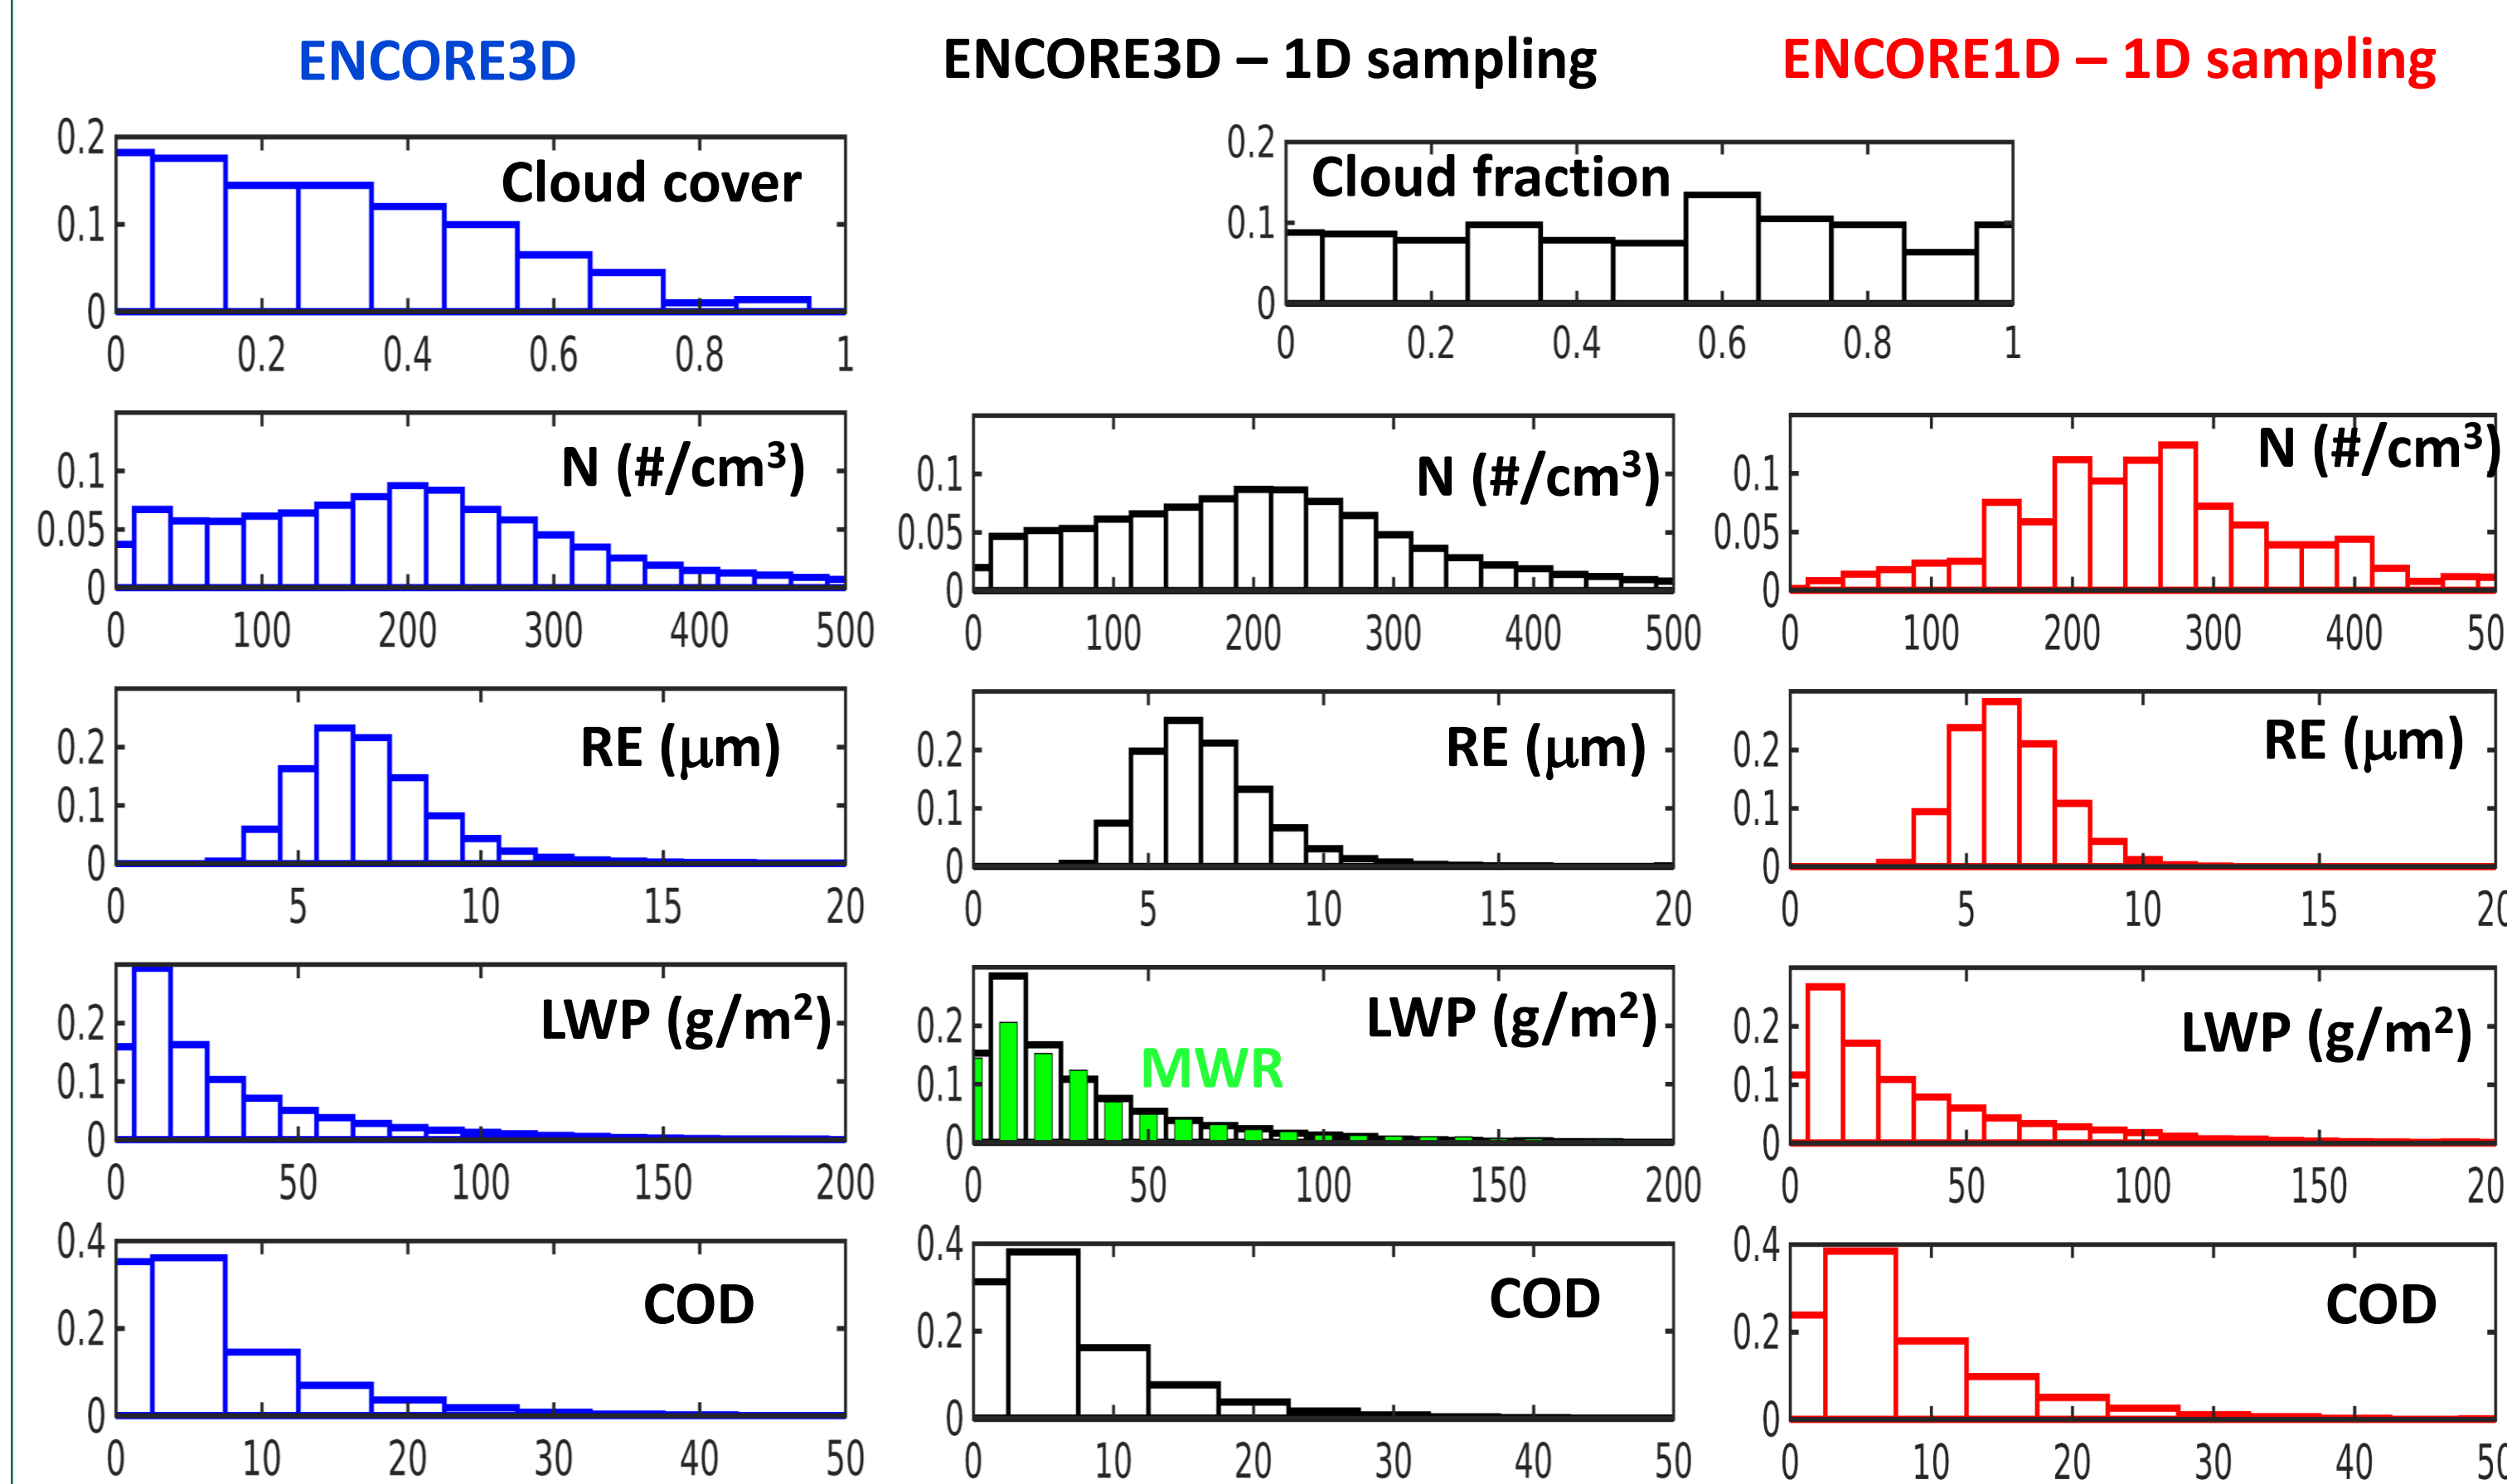 ENCORE3D
ENCORE3D – 1D sampling
ENCORE1D – 1D sampling
Cloud cover
0.2
0.1
0
0 0.2 0.4 0.6 0.8 1
Cloud fraction
0.2
0.1
0
0 0.2 0.4 0.6 0.8 1
N (#/cm³)
0.1
0.05
0
0 100 200 300 400 500
N (#/cm³)
0.1
0.05
0
0 100 200 300 400 500
N (#/cm³)
0.1
0.05
0
0 100 200 300 400 50
RE (μm)
0.2
0.1
0
0 5 10 15 20
RE (μm)
0.2
0.1
0
0 5 10 15 20
RE (μm)
0.2
0.1
0
0 5 10 15 20
LWP (g/m²)
0.2
0.1
0
0 50 100 150 200
LWP (g/m²)
MWR
0.2
0.1
0
0 50 100 150 200
LWP (g/m²)
0.2
0.1
0
0 50 100 150 20
COD
0.4
0.2
0
0 10 20 30 40 50
COD
0.4
0.2
0
0 10 20 30 40 50
COD
0.4
0.2
0
0 10 20 30 40 50